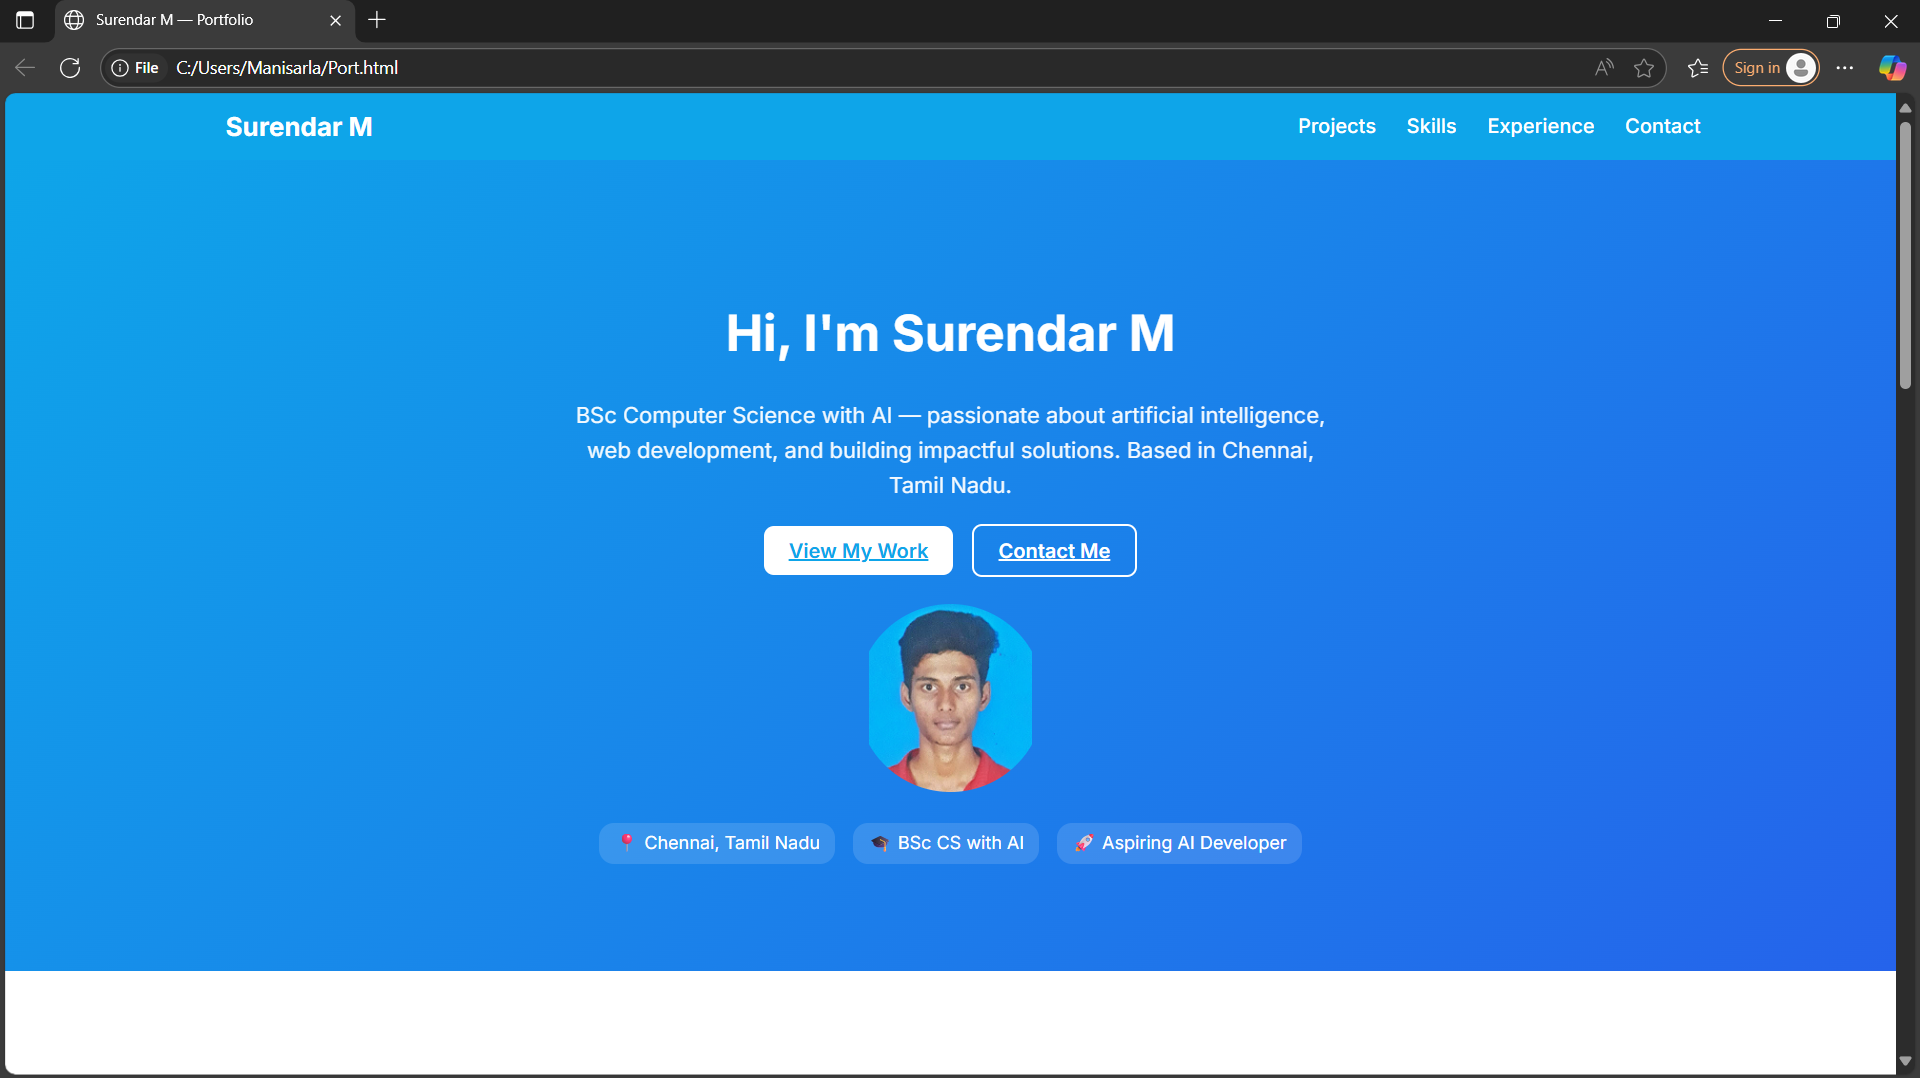 Surendar M — Portfolio
File C:/Users/Manisarla/Port.html
Sign in
Surendar M
Projects Skills Experience Contact
Hi, I'm Surendar M
BSc Computer Science with AI — passionate about artificial intelligence,
web development, and building impactful solutions. Based in Chennai,
Tamil Nadu.
View My Work Contact Me
📍 Chennai, Tamil Nadu 🎓 BSc CS with AI 🚀 Aspiring AI Developer